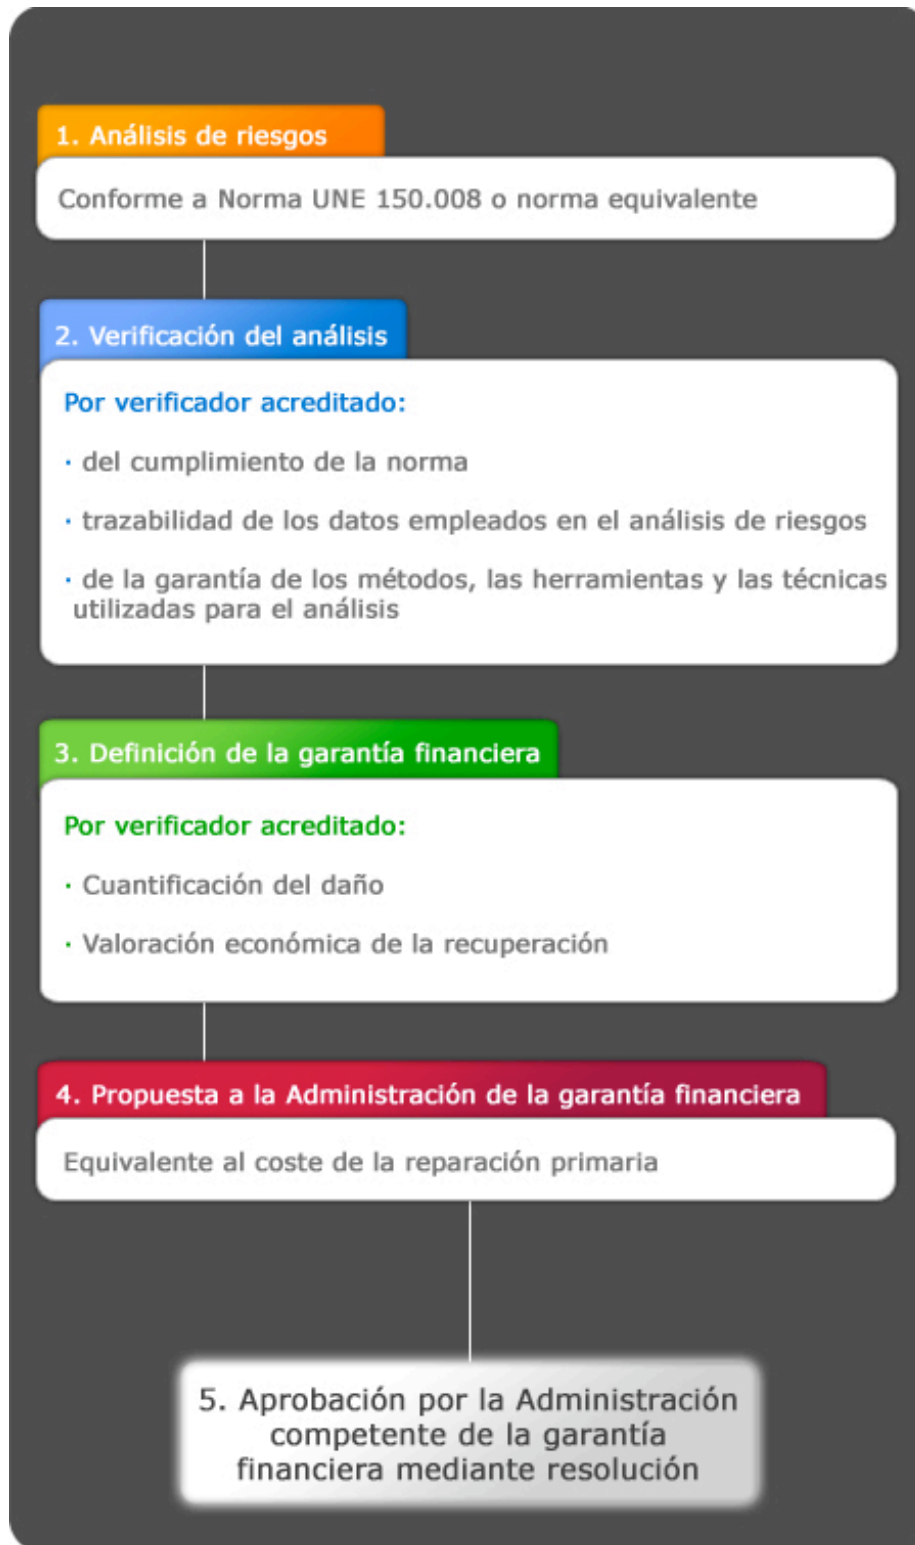 1. Análisis de riesgos
Conforme a Norma UNE 150.008 o norma equivalente
2. Verificación del análisis
Por verificador acreditado:
· del cumplimiento de la norma
· trazabilidad de los datos empleados en el análisis de riesgos
· de la garantía de los métodos, las herramientas y las técnicas
utilizadas para el análisis
3. Definición de la garantía financiera
Por verificador acreditado:
· Cuantificación del daño
· Valoración económica de la recuperación
4. Propuesta a la Administración de la garantía financiera
Equivalente al coste de la reparación primaria
5. Aprobación por la Administración
competente de la garantía
financiera mediante resolución